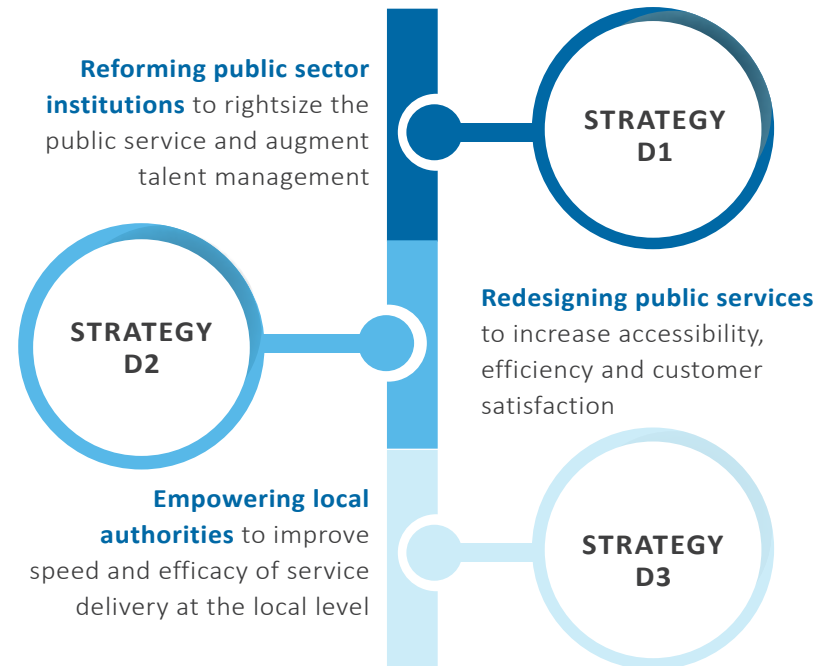 Reforming public sector
institutions to rightsize the
public service and augment
talent management
STRATEGY
D1
STRATEGY
D2
Redesigning public services
to increase accessibility,
efficiency and customer
satisfaction
Empowering local
authorities to improve
speed and efficacy of service
delivery at the local level
STRATEGY
D3